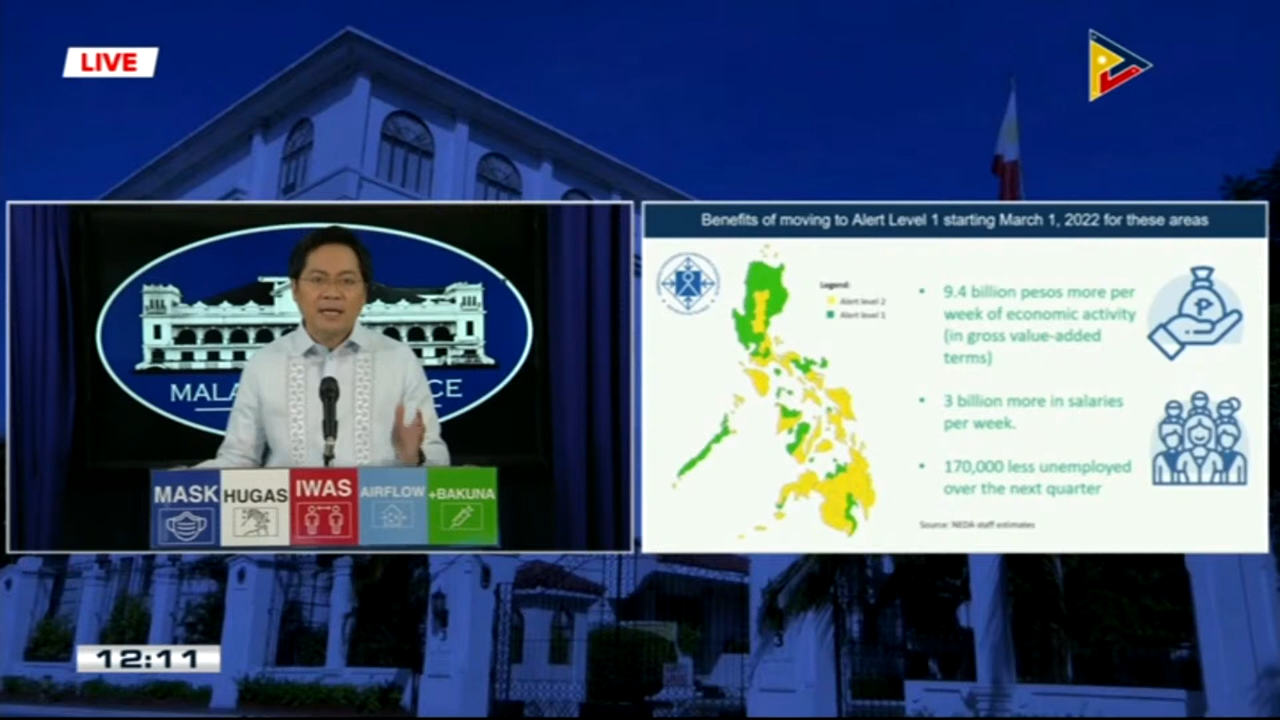 LIVE
MALA
CE
MASK
HUGAS
IWAS
AIRFLOW
+BAKUNA
Benefits of moving to Alert Level 1 starting March 1, 2022 for these areas
Legend:
Alert level 2
Alert level 1
• 9.4 billion pesos more per
week of economic activity
(in gross value-added
terms)
• 3 billion more in salaries
per week.
• 170,000 less unemployed
over the next quarter
Source: NEDA staff estimates
12:11